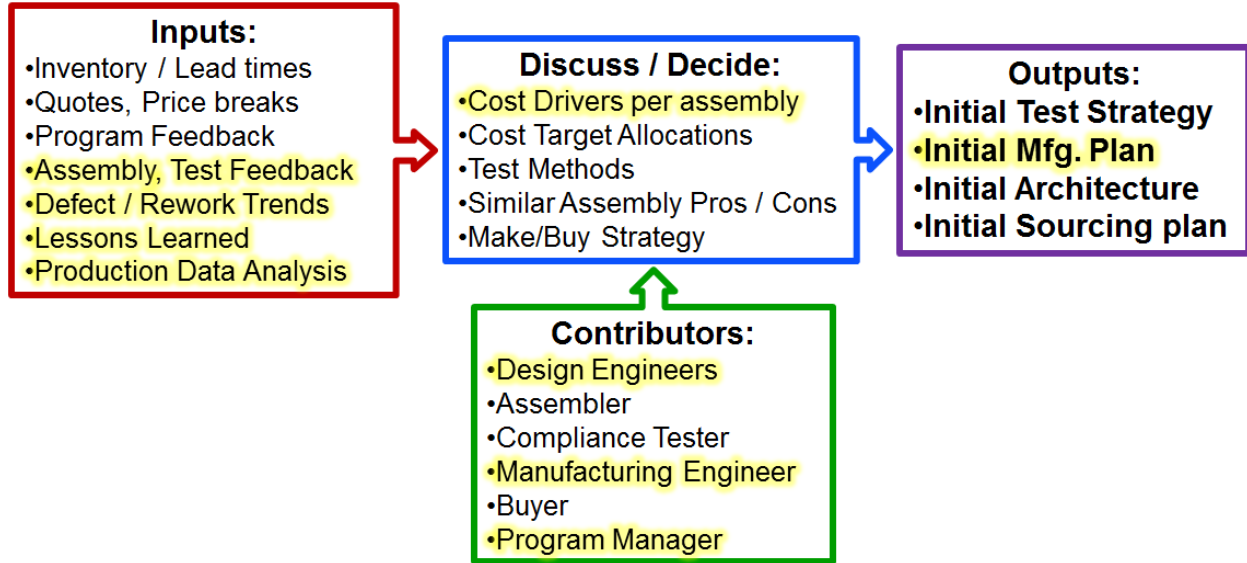 Inputs:
•Inventory / Lead times
•Quotes, Price breaks
•Program Feedback
•Assembly, Test Feedback
•Defect / Rework Trends
•Lessons Learned
•Production Data Analysis
Discuss / Decide:
•Cost Drivers per assembly
•Cost Target Allocations
•Test Methods
•Similar Assembly Pros / Cons
•Make/Buy Strategy
Contributors:
•Design Engineers
•Assembler
•Compliance Tester
•Manufacturing Engineer
•Buyer
•Program Manager
Outputs:
•Initial Test Strategy
•Initial Mfg. Plan
•Initial Architecture
•Initial Sourcing plan